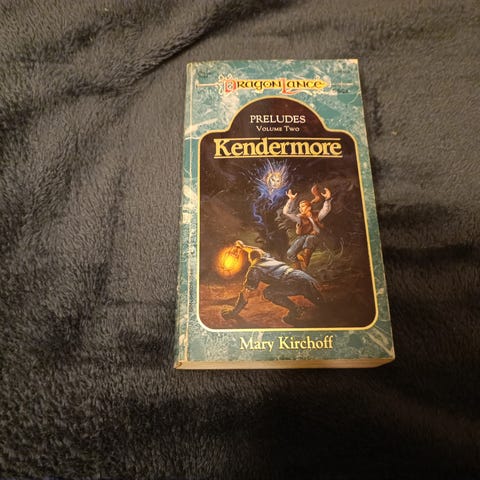 DRAGONLANCE
PRELUDES
VOLUME TWO
Kendermore
Mary Kirchoff